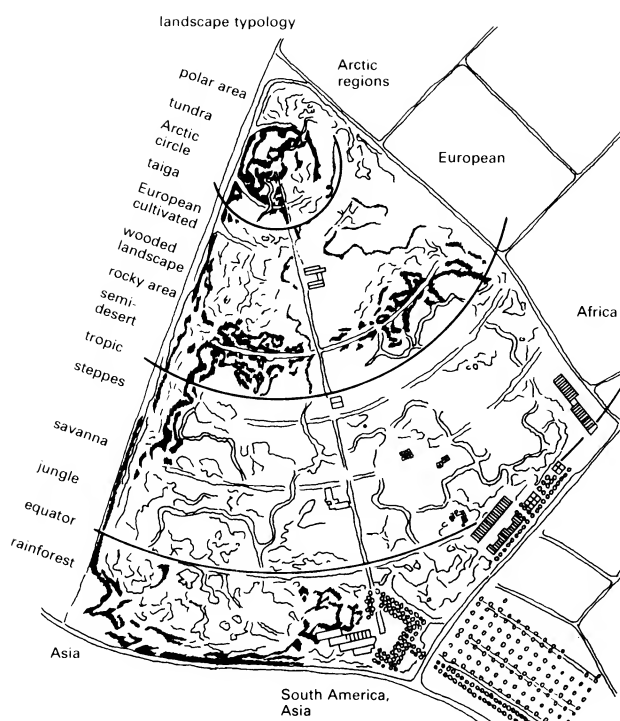 landscape typology
polar area
tundra
Arctic
circle
taiga
European
cultivated
wooded
landscape
rocky area
semi-
desert
tropic
steppes
savanna
jungle
equator
rainforest
Arctic
regions
European
Africa
Asia
South America,
Asia